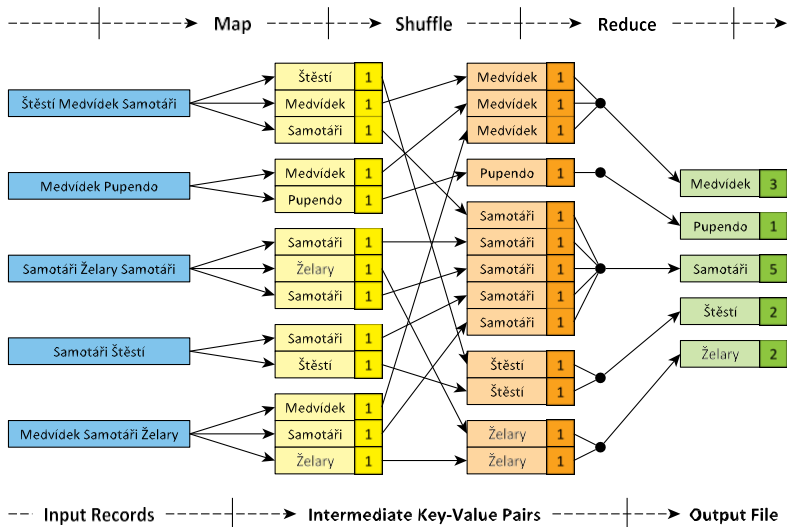 Map Shuffle Reduce
Štěstí Medvídek Samotáři
Medvídek Pupendo
Samotáři Želary Samotáři
Samotáři Štěstí
Medvídek Samotáři Želary
Štěstí 1
Medvídek 1
Samotáři 1
Medvídek 1
Pupendo 1
Samotáři 1
Želary 1
Samotáři 1
Samotáři 1
Štěstí 1
Medvídek 1
Samotáři 1
Želary 1
Medvídek 1
Medvídek 1
Medvídek 1
Pupendo 1
Samotáři 1
Samotáři 1
Samotáři 1
Samotáři 1
Samotáři 1
Štěstí 1
Štěstí 1
Želary 1
Želary 1
Medvídek 3
Pupendo 1
Samotáři 5
Štěstí 2
Želary 2
Input Records Intermediate Key-Value Pairs Output File